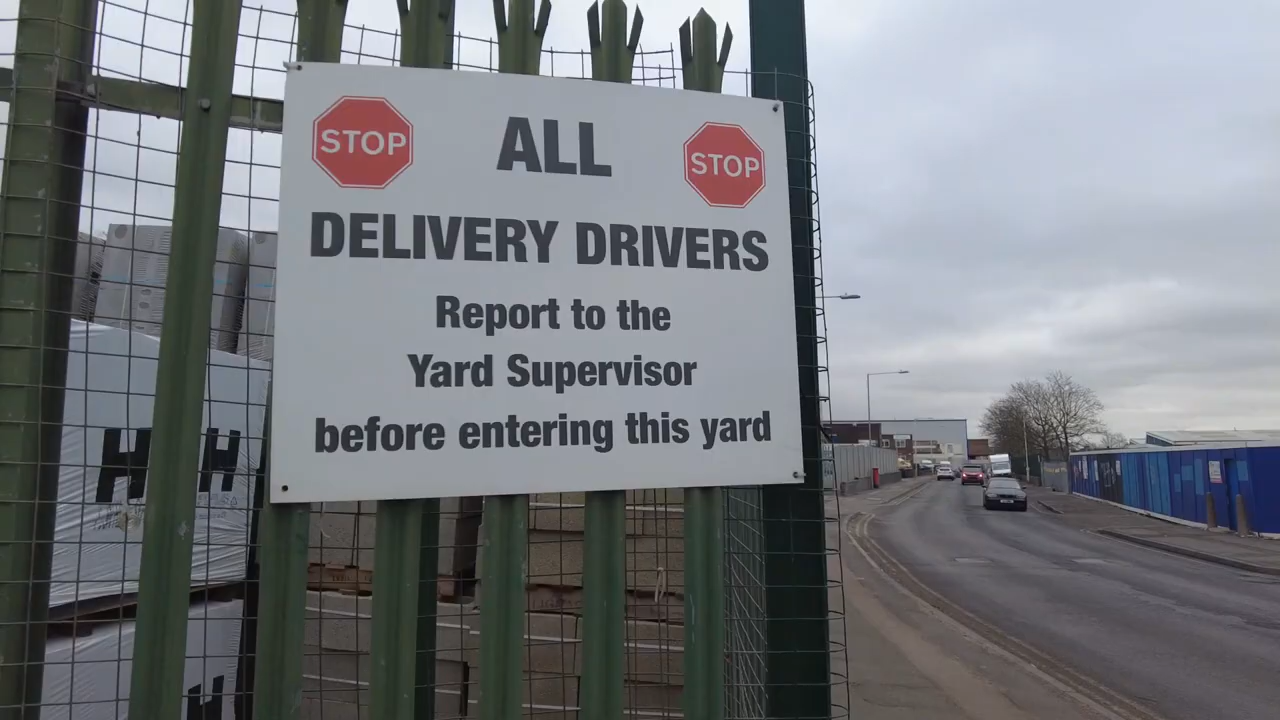 STOP ALL STOP
DELIVERY DRIVERS
Report to the
Yard Supervisor
before entering this yard
H H
H